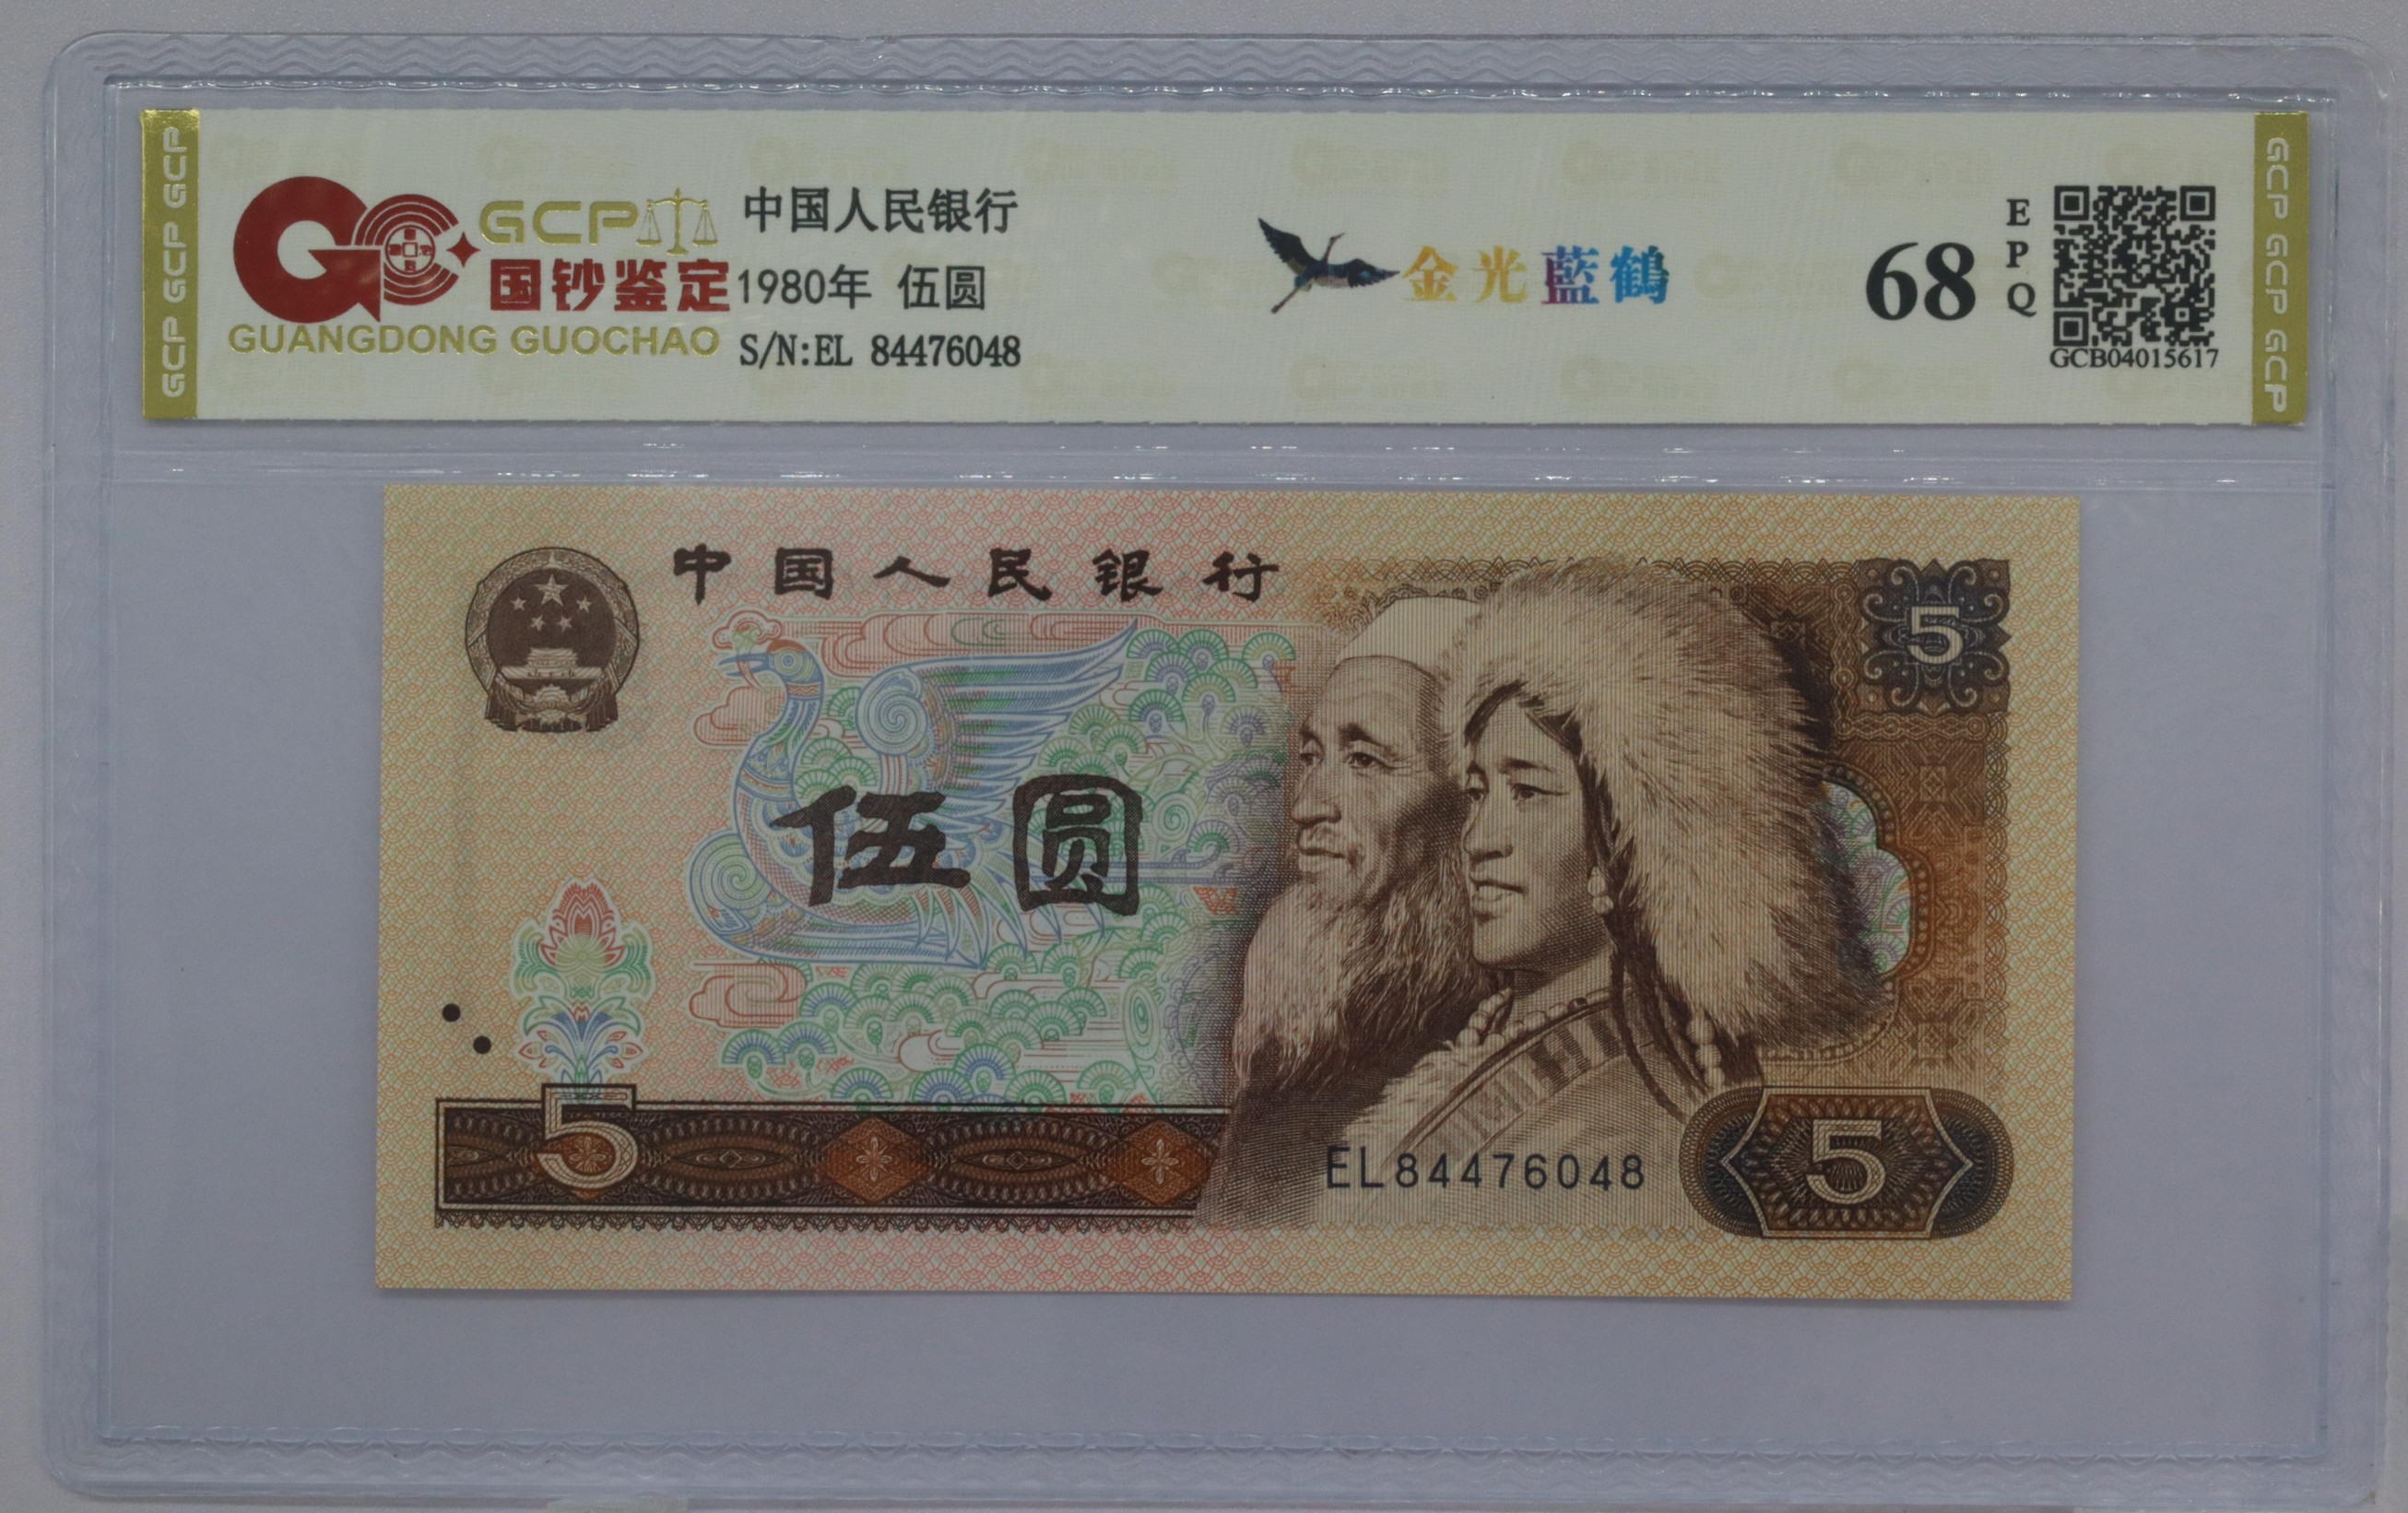 GCP GCP GCP
GCP
国钞鉴定
GUANGDONG GUOCHAO
中国人民银行
1980年 伍圆
S/N:EL 84476048
金光藍鶴
68
EPQ
GCB04015617
GCP GCP GCP
中国人民银行
5
伍圆
5
EL84476048
5